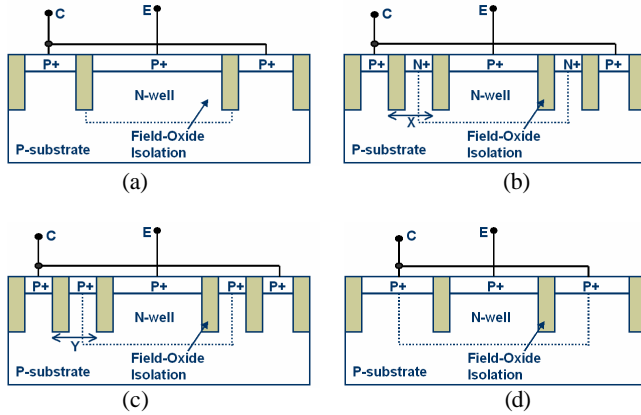 C
E
P+ P+ P+
N-well
Field-Oxide
Isolation
P-substrate
(a)
C
E
P+ N+ P+ N+ P+
N-well
X
Field-Oxide
Isolation
P-substrate
(b)
C
E
P+ P+ P+ P+ P+
N-well
Y
Field-Oxide
Isolation
P-substrate
(c)
C
E
P+ P+ P+
N-well
Field-Oxide
Isolation
P-substrate
(d)